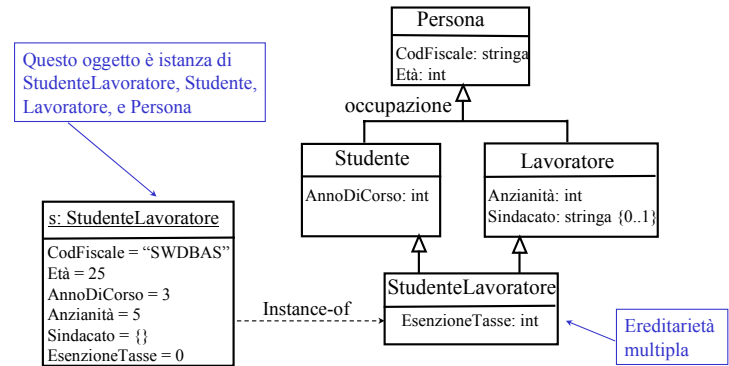 Persona
CodFiscale: stringa
Età: int
Questo oggetto è istanza di
StudenteLavoratore, Studente,
Lavoratore, e Persona
occupazione
Studente
AnnoDiCorso: int
Lavoratore
Anzianità: int
Sindacato: stringa {0..1}
s: StudenteLavoratore
CodFiscale = “SWDBAS”
Età = 25
AnnoDiCorso = 3
Anzianità = 5
Sindacato = {}
EsenzioneTasse = 0
Instance-of
StudenteLavoratore
EsenzioneTasse: int
Ereditarietà
multipla